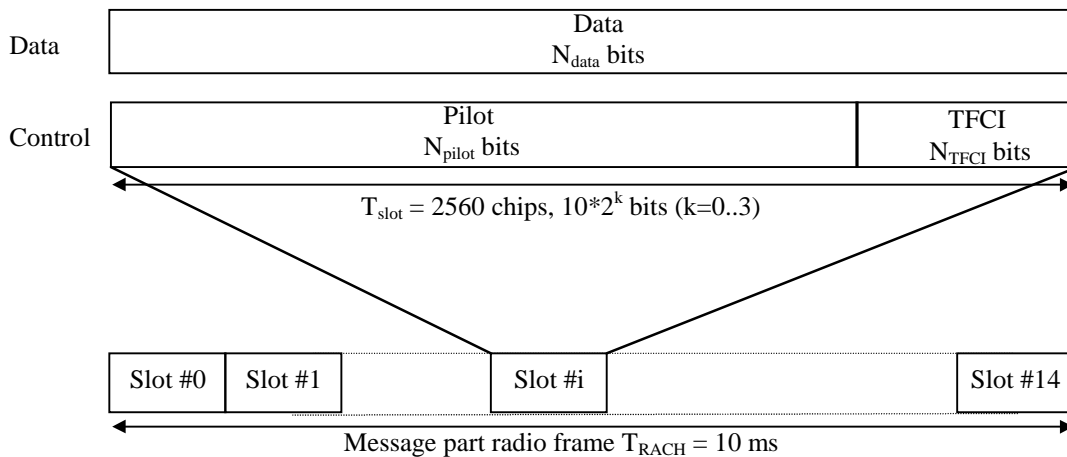 Data
Data
N_data bits
Control
Pilot
N_pilot bits
TFCI
N_TFCI bits
T_slot = 2560 chips, 10*2^k bits (k=0..3)
Slot #0 Slot #1 Slot #i Slot #14
Message part radio frame T_RACH = 10 ms